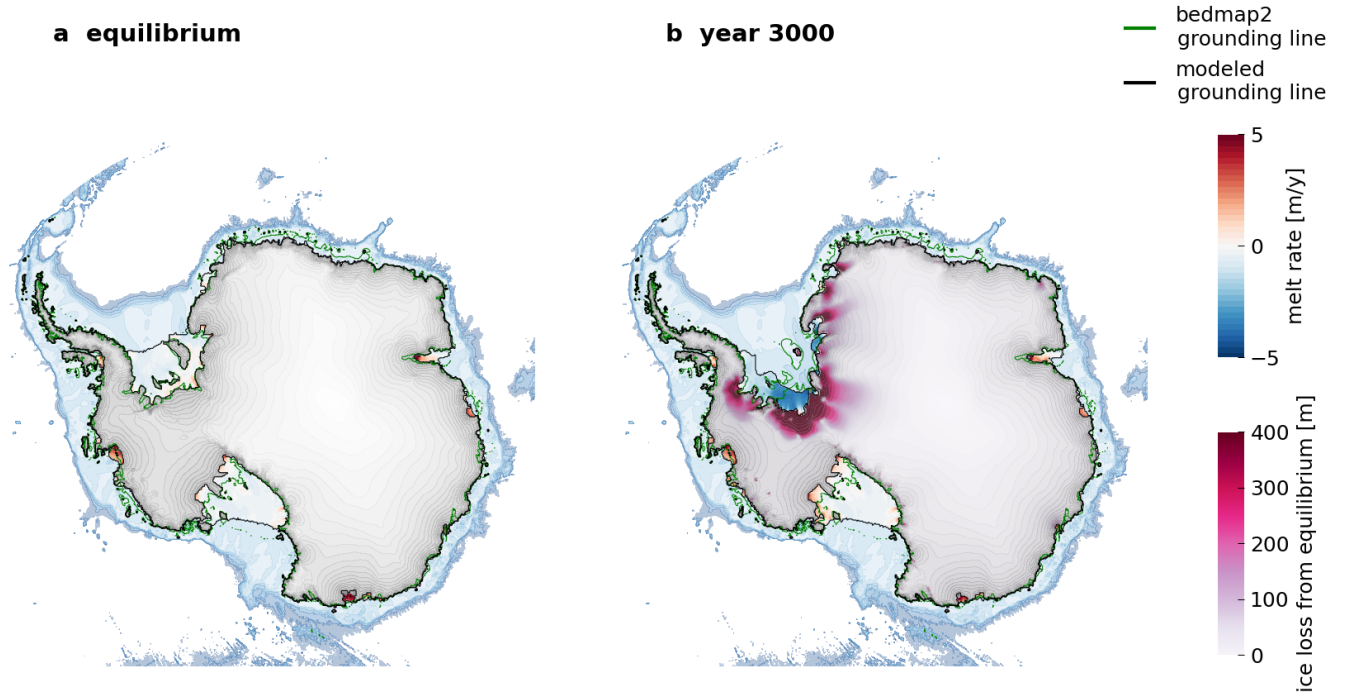 a equilibrium
b year 3000
bedmap2
grounding line
modeled
grounding line
5
0
−5
melt rate [m/y]
400
300
200
100
0
ice loss from equilibrium [m]